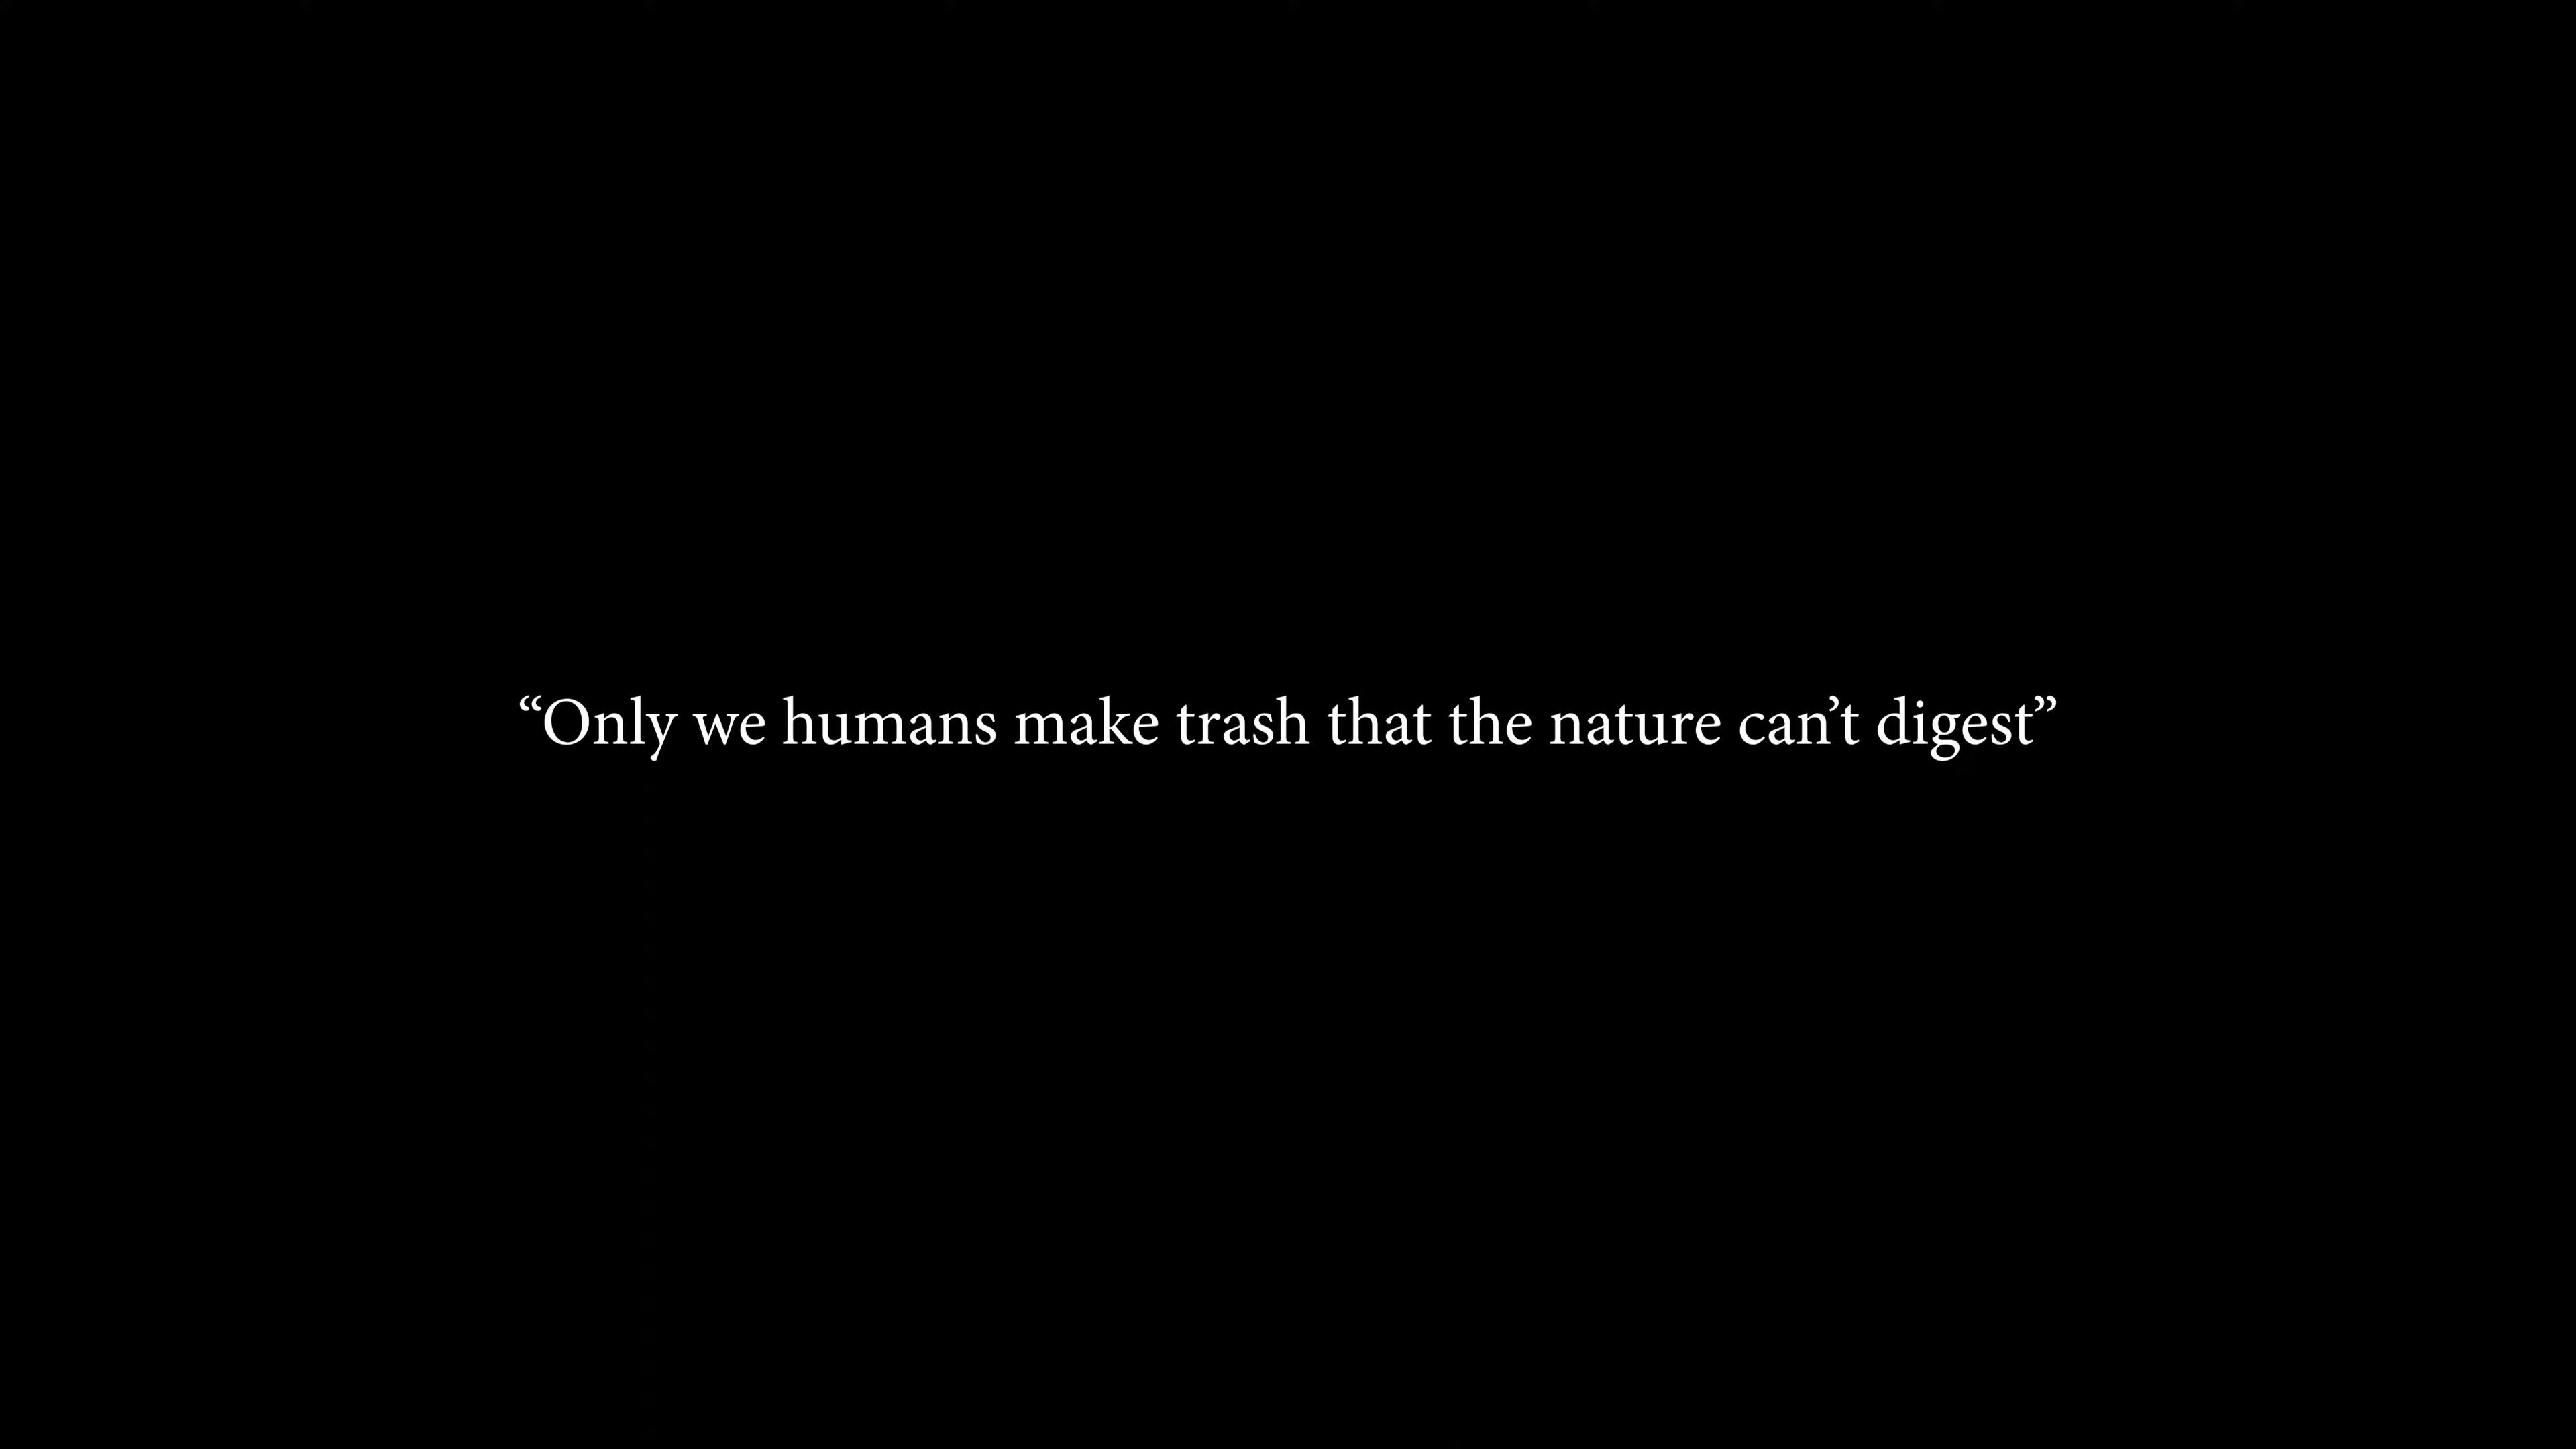 “Only we humans make trash that the nature can’t digest”